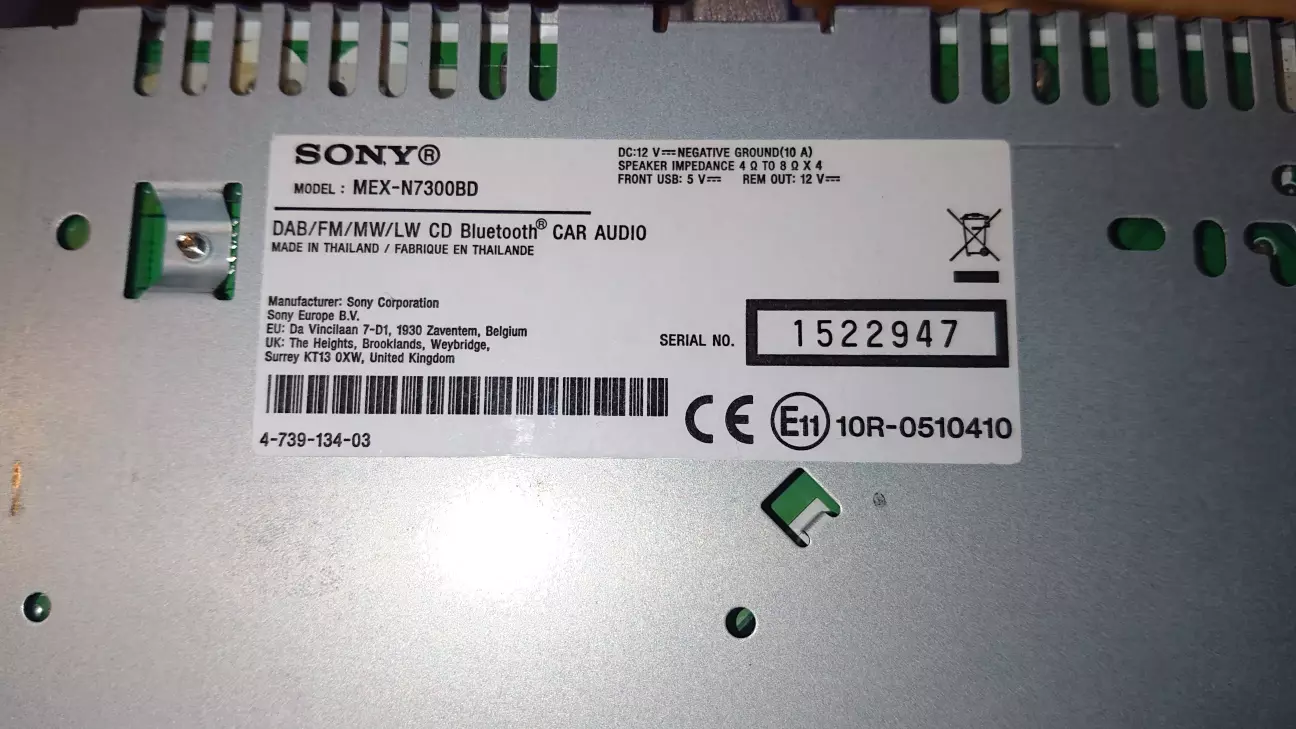 SONY®
MODEL : MEX-N7300BD
DC:12 V⎓NEGATIVE GROUND(10 A)
SPEAKER IMPEDANCE 4 Ω TO 8 Ω X 4
FRONT USB: 5 V⎓ REM OUT: 12 V⎓
DAB/FM/MW/LW CD Bluetooth® CAR AUDIO
MADE IN THAILAND / FABRIQUE EN THAILANDE
Manufacturer: Sony Corporation
Sony Europe B.V.
EU: Da Vincilaan 7-D1, 1930 Zaventem, Belgium
UK: The Heights, Brooklands, Weybridge,
Surrey KT13 0XW, United Kingdom
SERIAL NO. 1522947
4-739-134-03
CE E11 10R-0510410